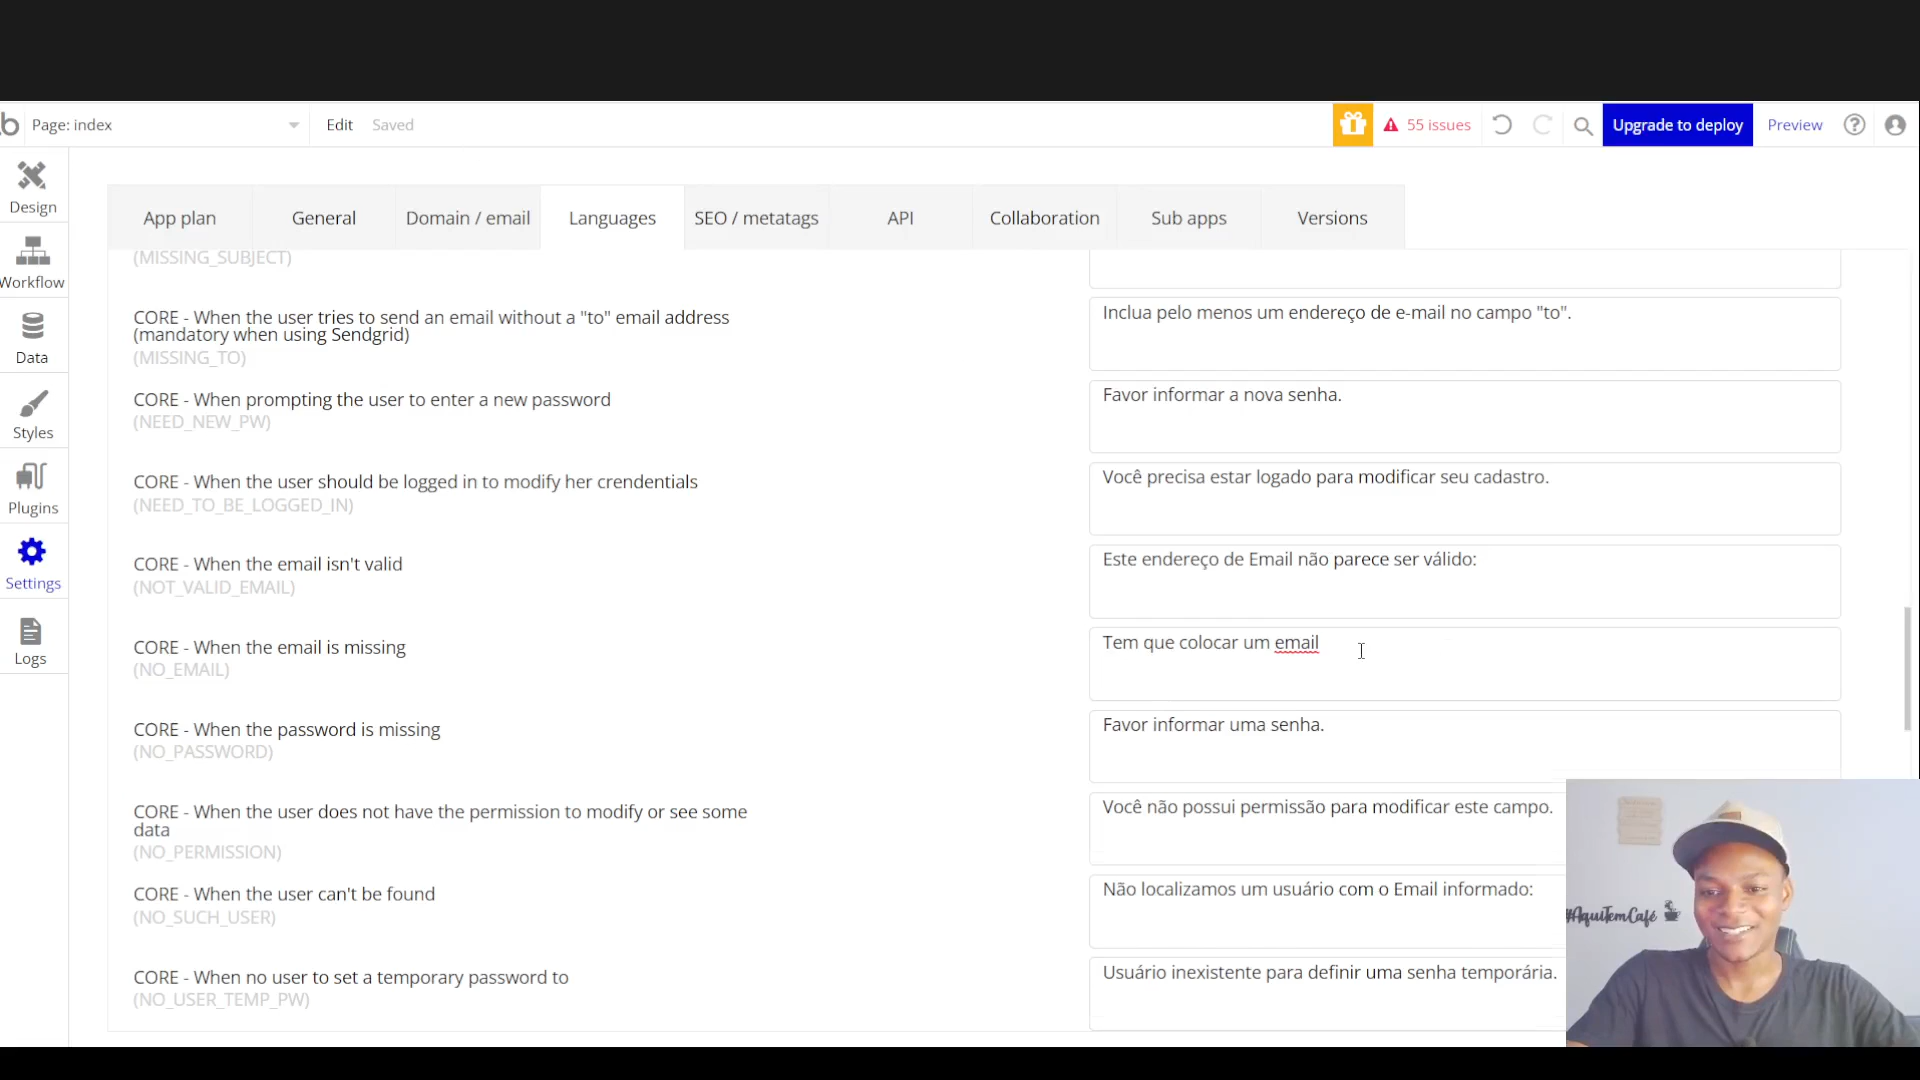 b Page: index Edit Saved 55 issues Upgrade to deploy Preview ?
Design
Workflow
Data
Styles
Plugins
Settings
Logs
App plan General Domain / email Languages SEO / metatags API Collaboration Sub apps Versions
(MISSING_SUBJECT)
CORE - When the user tries to send an email without a "to" email address
(mandatory when using Sendgrid)
(MISSING_TO)
Inclua pelo menos um endereço de e-mail no campo "to".
CORE - When prompting the user to enter a new password
(NEED_NEW_PW)
Favor informar a nova senha.
CORE - When the user should be logged in to modify her crendentials
(NEED_TO_BE_LOGGED_IN)
Você precisa estar logado para modificar seu cadastro.
CORE - When the email isn't valid
(NOT_VALID_EMAIL)
Este endereço de Email não parece ser válido:
CORE - When the email is missing
(NO_EMAIL)
Tem que colocar um email
CORE - When the password is missing
(NO_PASSWORD)
Favor informar uma senha.
CORE - When the user does not have the permission to modify or see some
data
(NO_PERMISSION)
Você não possui permissão para modificar este campo.
CORE - When the user can't be found
(NO_SUCH_USER)
Não localizamos um usuário com o Email informado:
CORE - When no user to set a temporary password to
(NO_USER_TEMP_PW)
Usuário inexistente para definir uma senha temporária.
#AquiTemCafé